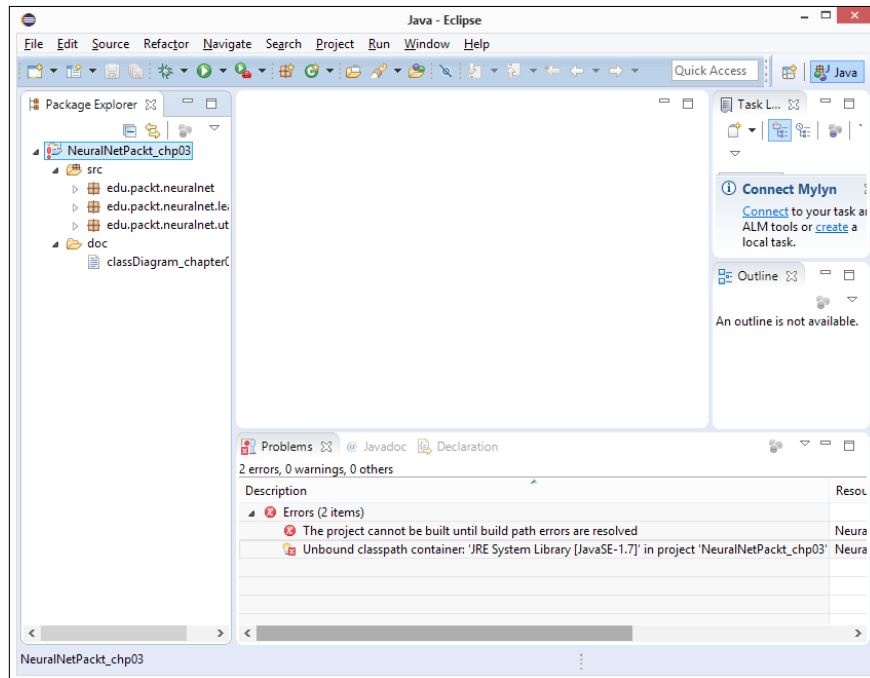 Java - Eclipse
File Edit Source Refactor Navigate Search Project Run Window Help
Quick Access
Java
Package Explorer
NeuralNetPackt_chp03
src
edu.packt.neuralnet
edu.packt.neuralnet.lea
edu.packt.neuralnet.ut
doc
classDiagram_chapter0
Task L...
Connect Mylyn
Connect to your task an
ALM tools or create a
local task.
Outline
An outline is not available.
Problems @ Javadoc Declaration
2 errors, 0 warnings, 0 others
Description Resou
Errors (2 items)
The project cannot be built until build path errors are resolved Neura
Unbound classpath container: 'JRE System Library [JavaSE-1.7]' in project 'NeuralNetPackt_chp03' Neura
NeuralNetPackt_chp03